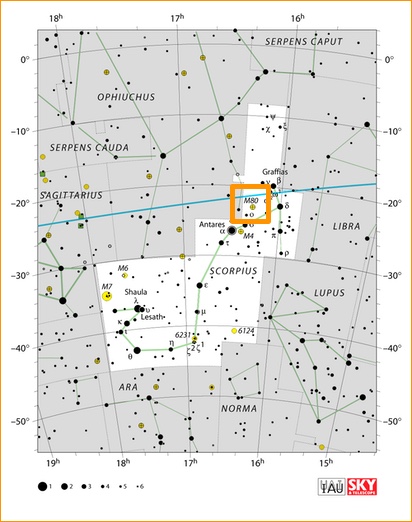 18ʰ 17ʰ 16ʰ
SERPENS CAPUT
0° 0°
OPHIUCHUS
-10° -10°
ψ
χ ξ
SERPENS CAUDA
Graffias
ν β
SAGITTARIUS
M80
-20° -20°
δ
Antares
α σ
M4
LIBRA
τ π
ρ
SCORPIUS
M6
-30° -30°
M7
Shaula
ε
LUPUS
λ υ
Lesath
μ
κ
ι
6231 6124
θ η ζ² ζ¹
-40° -40°
ARA
NORMA
-50° -50°
19ʰ 18ʰ 17ʰ 16ʰ 15ʰ
1 2 3 4 5 6
IAU
SKY
& TELESCOPE